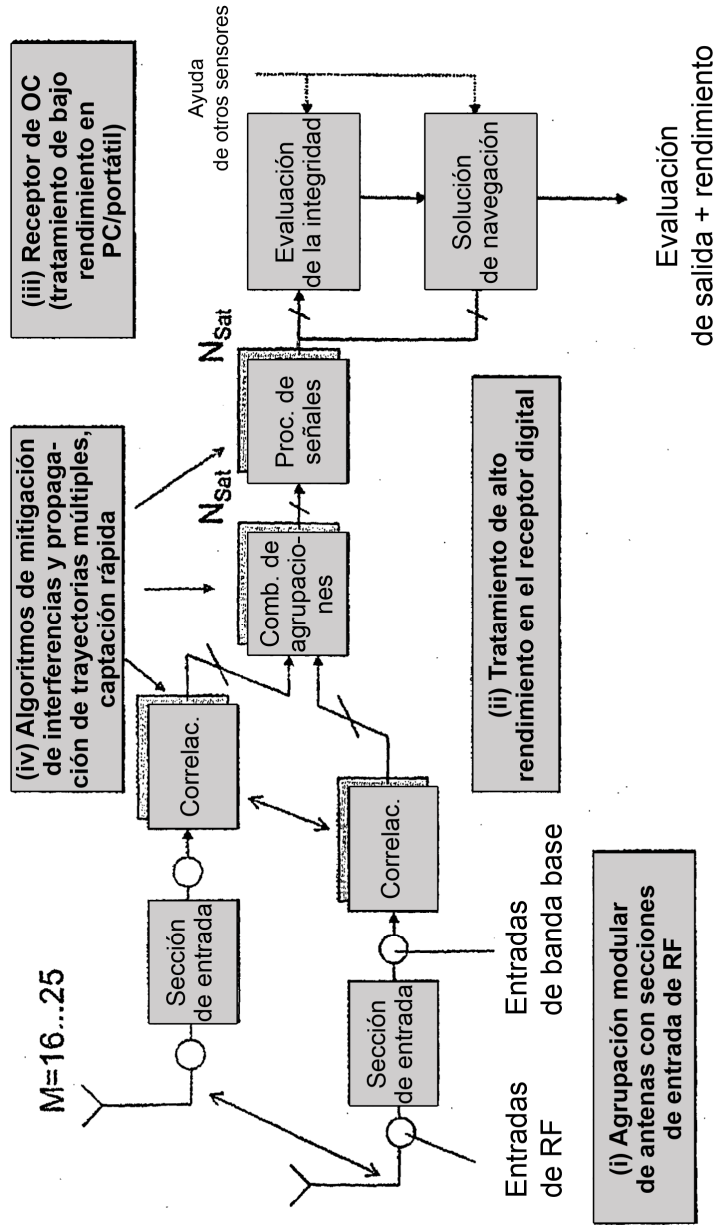 M=16...25
(iv) Algoritmos de mitigación
de interferencias y propaga-
ción de trayectorias múltiples,
captación rápida
(iii) Receptor de OC
(tratamiento de bajo
rendimiento en
PC/portátil)
Sección
de entrada
Correlac.
N_Sat
Comb. de
agrupacio-
nes
N_Sat
Proc. de
señales
Evaluación
de la integridad
Ayuda
de otros sensores
Sección
de entrada
Correlac.
Solución
de navegación
Entradas
de RF
Entradas
de banda base
(i) Agrupación modular
de antenas con secciones
de entrada de RF
(ii) Tratamiento de alto
rendimiento en el receptor digital
Evaluación
de salida + rendimiento